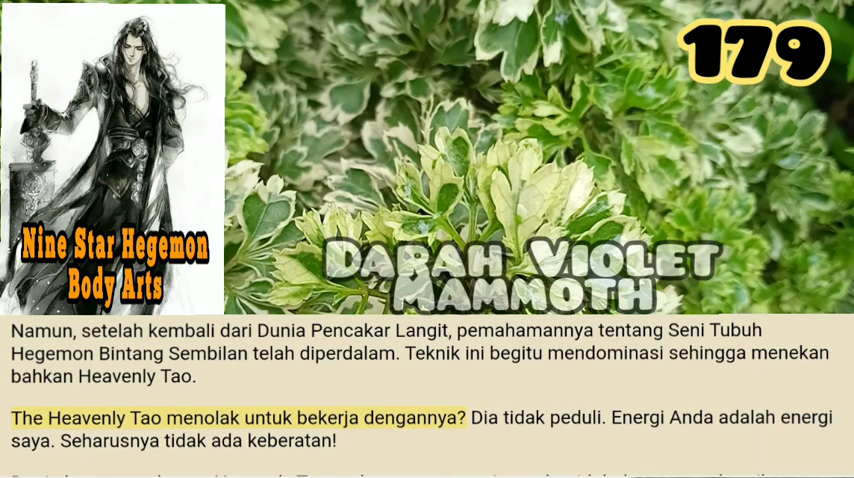 179
Nine Star Hegemon
Body Arts
Darah Violet
Mammoth
Namun, setelah kembali dari Dunia Pencakar Langit, pemahamannya tentang Seni Tubuh
Hegemon Bintang Sembilan telah diperdalam. Teknik ini begitu mendominasi sehingga menekan
bahkan Heavenly Tao.
The Heavenly Tao menolak untuk bekerja dengannya? Dia tidak peduli. Energi Anda adalah energi
saya. Seharusnya tidak ada keberatan!